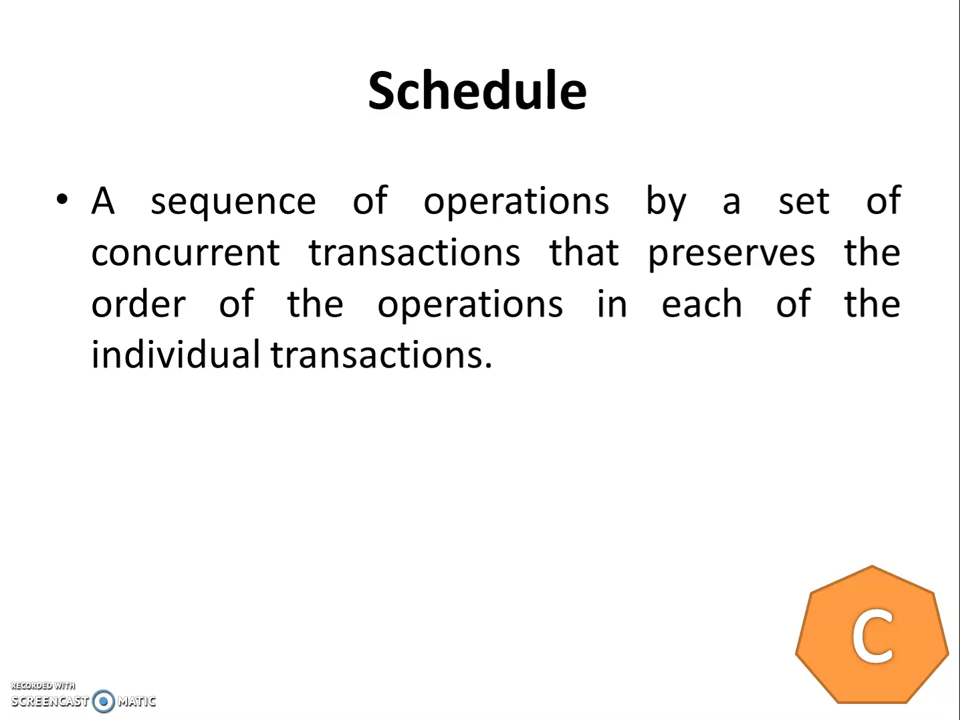 Schedule
• A sequence of operations by a set of
concurrent transactions that preserves the
order of the operations in each of the
individual transactions.
C
RECORDED WITH
SCREENCAST MATIC